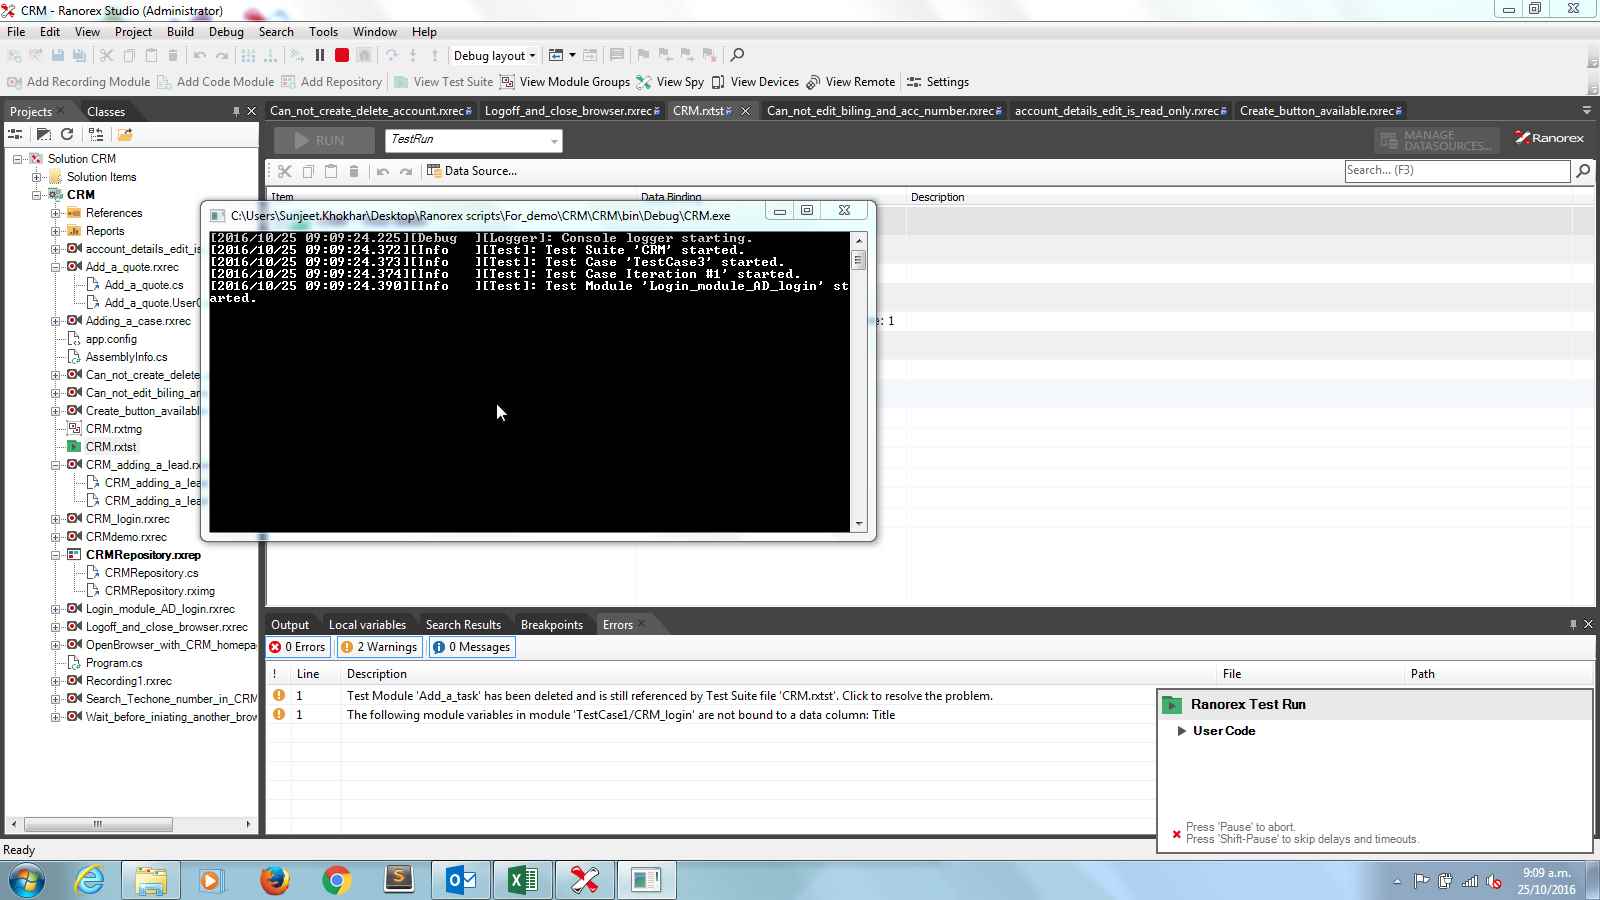 CRM - Ranorex Studio (Administrator)
File Edit View Project Build Debug Search Tools Window Help
Debug layout
Add Recording Module Add Code Module Add Repository View Test Suite View Module Groups View Spy View Devices View Remote Settings
Projects Classes
Can_not_create_delete_account.rxrec Logoff_and_close_browser.rxrec CRM.rxtst Can_not_edit_biling_and_acc_number.rxrec account_details_edit_is_read_only.rxrec Create_button_available.rxrec
RUN TestRun MANAGE DATASOURCES... Ranorex
Data Source... Search... (F3)
Item Data Binding Description
Solution CRM
Solution Items
CRM
References
Reports
account_details_edit_is
Add_a_quote.rxrec
Add_a_quote.cs
Add_a_quote.UserC
Adding_a_case.rxrec
app.config
AssemblyInfo.cs
Can_not_create_delete
Can_not_edit_biling_ar
Create_button_availabl
CRM.rxtmg
CRM.rxtst
CRM_adding_a_lead.rx
CRM_adding_a_lea
CRM_adding_a_lea
CRM_login.rxrec
CRMdemo.rxrec
CRMRepository.rxrep
CRMRepository.cs
CRMRepository.rximg
Login_module_AD_login.rxrec
Logoff_and_close_browser.rxrec
OpenBrowser_with_CRM_homepa
Program.cs
Recording1.rxrec
Search_Techone_number_in_CRM
Wait_before_iniating_another_brow
C:\Users\Sunjeet.Khokhar\Desktop\Ranorex scripts\For_demo\CRM\CRM\bin\Debug\CRM.exe
[2016/10/25 09:09:24.225][Debug ][Logger]: Console logger starting.
[2016/10/25 09:09:24.372][Info ][Test]: Test Suite 'CRM' started.
[2016/10/25 09:09:24.373][Info ][Test]: Test Case 'TestCase3' started.
[2016/10/25 09:09:24.374][Info ][Test]: Test Case Iteration #1' started.
[2016/10/25 09:09:24.390][Info ][Test]: Test Module 'Login_module_AD_login' st
arted.
: 1
Output Local variables Search Results Breakpoints Errors
0 Errors 2 Warnings 0 Messages
! Line Description File Path
1 Test Module 'Add_a_task' has been deleted and is still referenced by Test Suite file 'CRM.rxtst'. Click to resolve the problem.
1 The following module variables in module 'TestCase1/CRM_login' are not bound to a data column: Title
Ranorex Test Run
User Code
Press 'Pause' to abort.
Press 'Shift-Pause' to skip delays and timeouts.
Ready
9:09 a.m.
25/10/2016